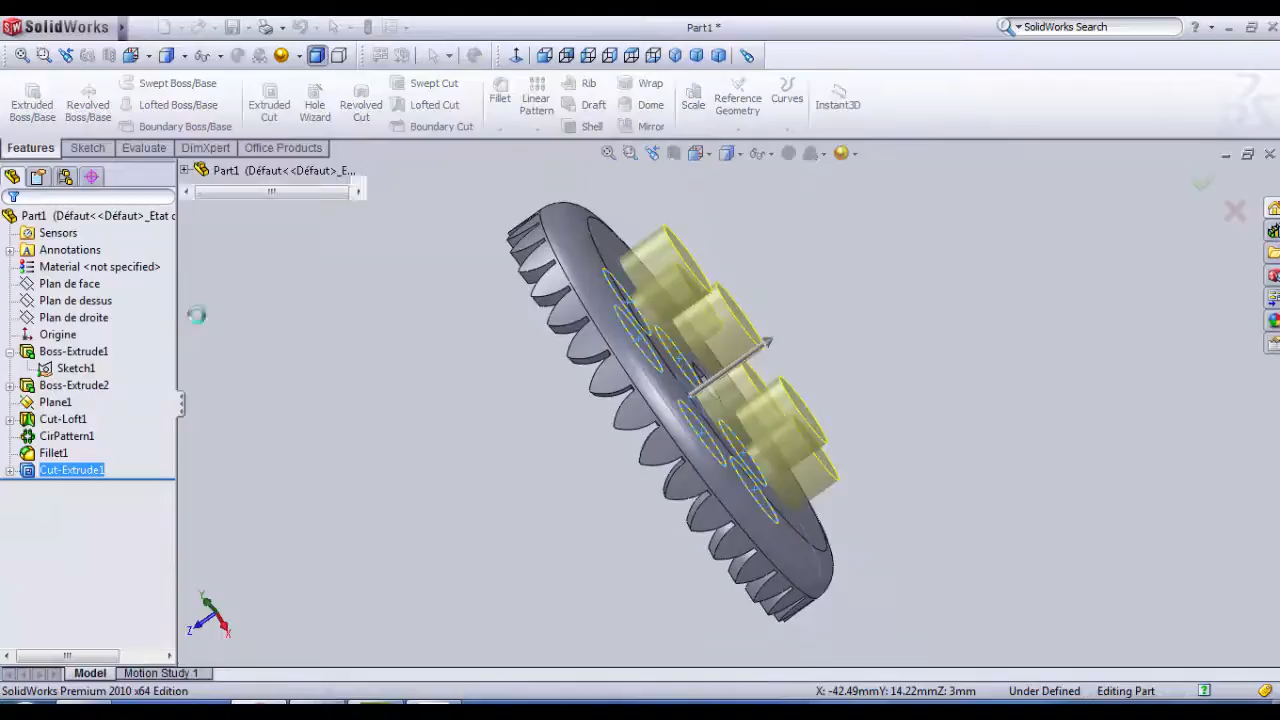 SolidWorks
Part1 *
SolidWorks Search
Extruded Boss/Base
Revolved Boss/Base
Swept Boss/Base
Lofted Boss/Base
Boundary Boss/Base
Extruded Cut
Hole Wizard
Revolved Cut
Swept Cut
Lofted Cut
Boundary Cut
Fillet
Linear Pattern
Rib
Draft
Shell
Wrap
Dome
Mirror
Scale
Reference Geometry
Curves
Instant3D
Features
Sketch
Evaluate
DimXpert
Office Products
Part1 (Défaut<<Défaut>_E...
Part1 (Défaut<<Défaut>_Etat d
Sensors
Annotations
Material <not specified>
Plan de face
Plan de dessus
Plan de droite
Origine
Boss-Extrude1
Sketch1
Boss-Extrude2
Plane1
Cut-Loft1
CirPattern1
Fillet1
Cut-Extrude1
Y
Z
X
Model
Motion Study 1
SolidWorks Premium 2010 x64 Edition
X: -42.49mmY: 14.22mmZ: 3mm
Under Defined
Editing Part